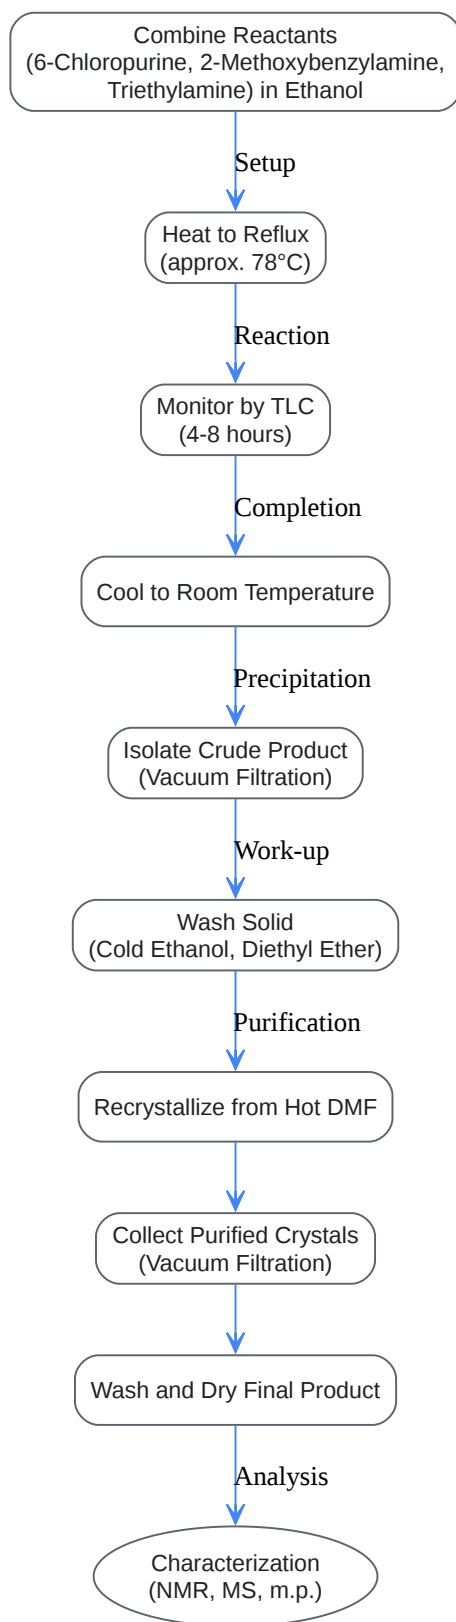 Combine Reactants
(6-Chloropurine, 2-Methoxybenzylamine,
Triethylamine) in Ethanol
Setup
Heat to Reflux
(approx. 78°C)
Reaction
Monitor by TLC
(4-8 hours)
Completion
Cool to Room Temperature
Precipitation
Isolate Crude Product
(Vacuum Filtration)
Work-up
Wash Solid
(Cold Ethanol, Diethyl Ether)
Purification
Recrystallize from Hot DMF
Collect Purified Crystals
(Vacuum Filtration)
Wash and Dry Final Product
Analysis
Characterization
(NMR, MS, m.p.)